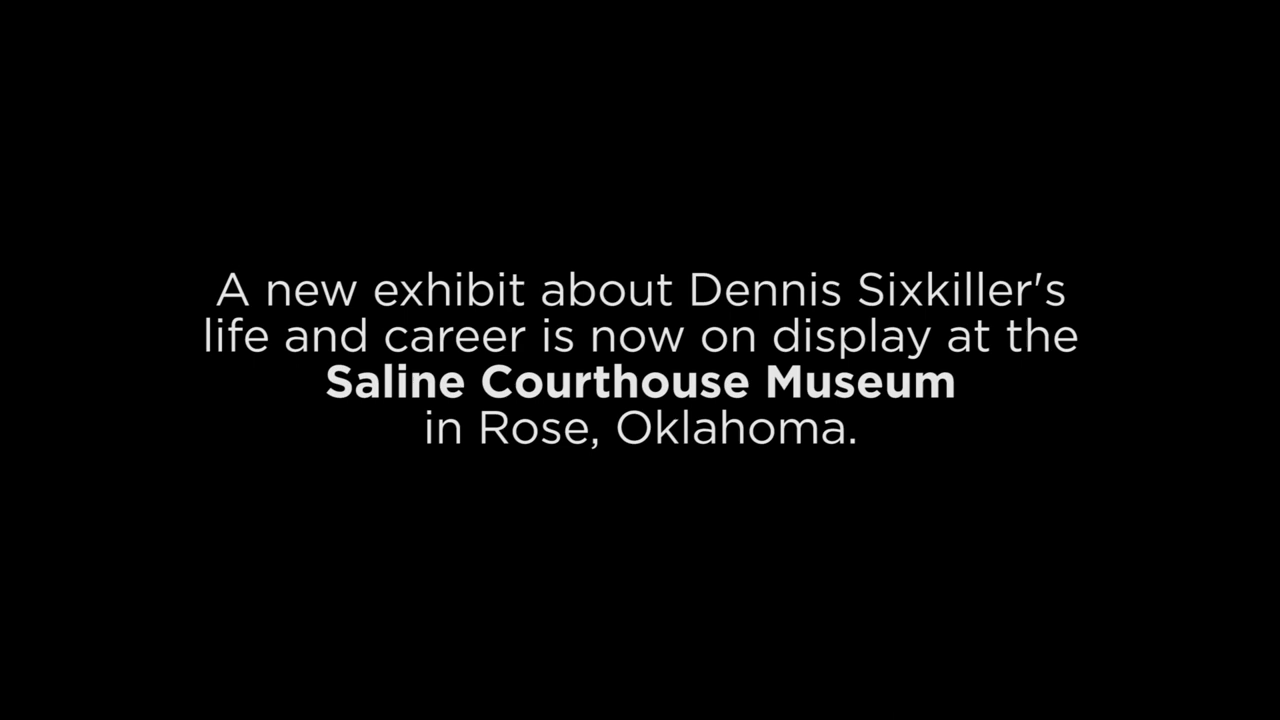 A new exhibit about Dennis Sixkiller's
life and career is now on display at the
Saline Courthouse Museum
in Rose, Oklahoma.